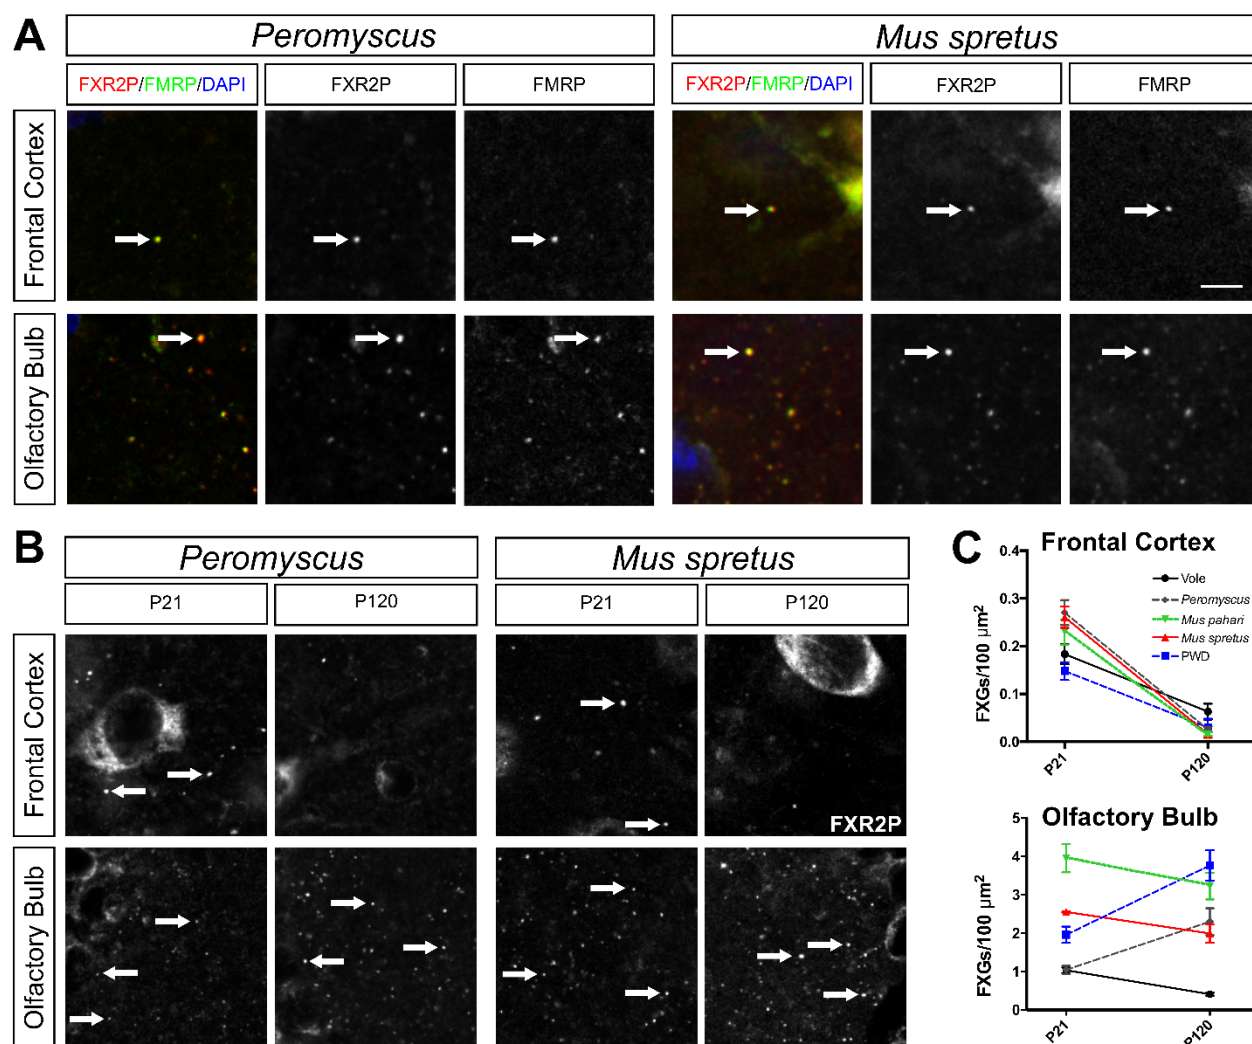 A
Peromyscus
Mus spretus
FXR2P/FMRP/DAPI
FXR2P
FMRP
FXR2P/FMRP/DAPI
FXR2P
FMRP
Frontal Cortex
Olfactory Bulb
B
Peromyscus
Mus spretus
P21
P120
P21
P120
Frontal Cortex
FXR2P
Olfactory Bulb
C
Frontal Cortex
FXGs/100 µm²
0.4
0.3
0.2
0.1
0.0
Vole
Peromyscus
Mus pahari
Mus spretus
PWD
P21
P120
Olfactory Bulb
FXGs/100 µm²
5
4
3
2
1
0
P21
P120